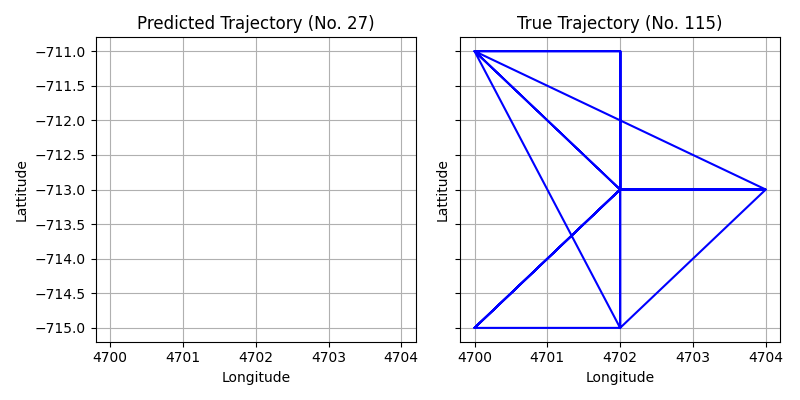 Predicted Trajectory (No. 27)
−711.0
−711.5
−712.0
−712.5
−713.0
−713.5
−714.0
−714.5
−715.0
Lattitude
4700 4701 4702 4703 4704
Longitude
True Trajectory (No. 115)
Lattitude
4700 4701 4702 4703 4704
Longitude